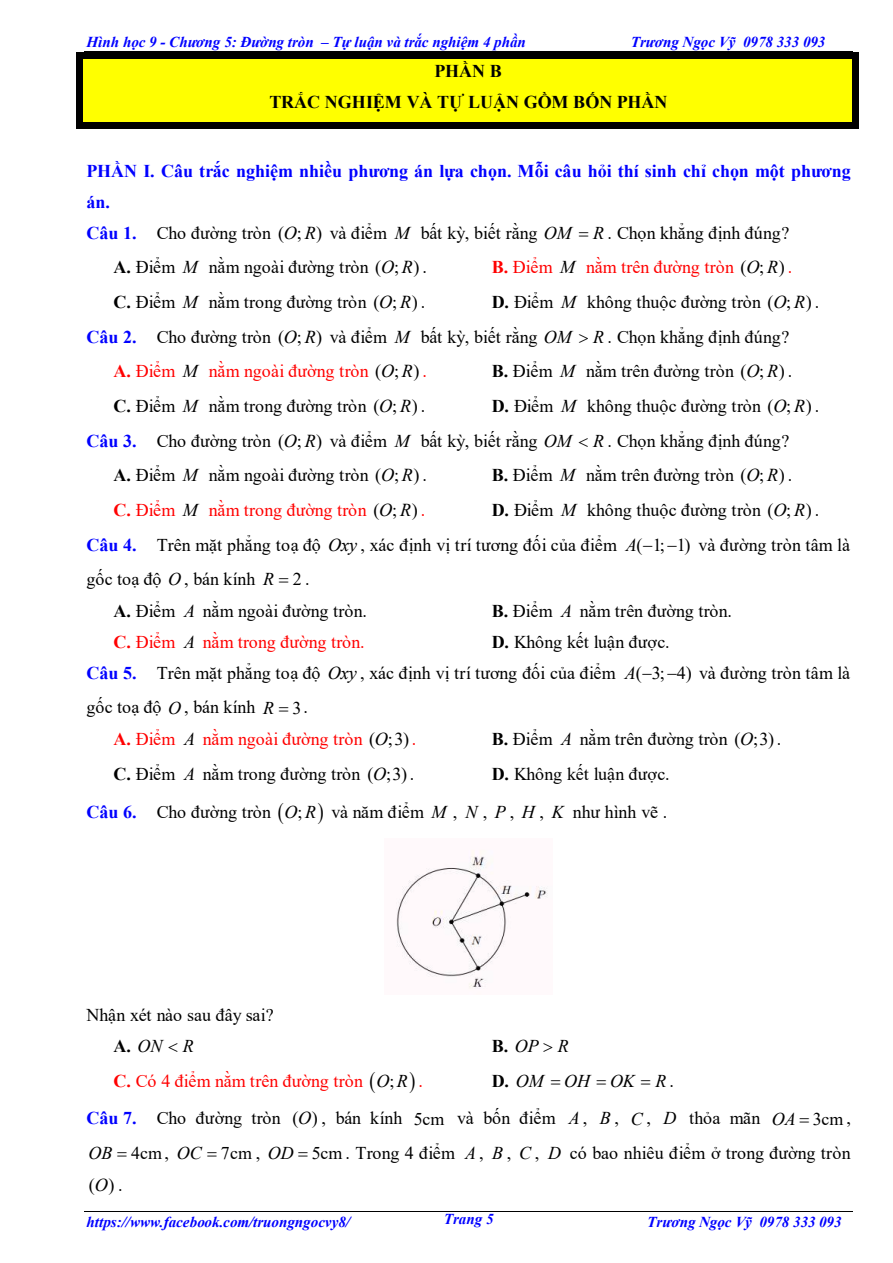 Hình học 9 - Chương 5: Đường tròn – Tự luận và trắc nghiệm 4 phần Trương Ngọc Vỹ 0978 333 093
PHẦN B
TRẮC NGHIỆM VÀ TỰ LUẬN GỒM BỐN PHẦN
PHẦN I. Câu trắc nghiệm nhiều phương án lựa chọn. Mỗi câu hỏi thí sinh chỉ chọn một phương
án.
Câu 1. Cho đường tròn (O; R) và điểm M bất kỳ, biết rằng OM = R. Chọn khẳng định đúng?
A. Điểm M nằm ngoài đường tròn (O; R). B. Điểm M nằm trên đường tròn (O; R).
C. Điểm M nằm trong đường tròn (O; R). D. Điểm M không thuộc đường tròn (O; R).
Câu 2. Cho đường tròn (O; R) và điểm M bất kỳ, biết rằng OM > R. Chọn khẳng định đúng?
A. Điểm M nằm ngoài đường tròn (O; R). B. Điểm M nằm trên đường tròn (O; R).
C. Điểm M nằm trong đường tròn (O; R). D. Điểm M không thuộc đường tròn (O; R).
Câu 3. Cho đường tròn (O; R) và điểm M bất kỳ, biết rằng OM < R. Chọn khẳng định đúng?
A. Điểm M nằm ngoài đường tròn (O; R). B. Điểm M nằm trên đường tròn (O; R).
C. Điểm M nằm trong đường tròn (O; R). D. Điểm M không thuộc đường tròn (O; R).
Câu 4. Trên mặt phẳng toạ độ Oxy, xác định vị trí tương đối của điểm A(−1;−1) và đường tròn tâm là
gốc toạ độ O, bán kính R = 2.
A. Điểm A nằm ngoài đường tròn. B. Điểm A nằm trên đường tròn.
C. Điểm A nằm trong đường tròn. D. Không kết luận được.
Câu 5. Trên mặt phẳng toạ độ Oxy, xác định vị trí tương đối của điểm A(−3;−4) và đường tròn tâm là
gốc toạ độ O, bán kính R = 3.
A. Điểm A nằm ngoài đường tròn (O;3). B. Điểm A nằm trên đường tròn (O;3).
C. Điểm A nằm trong đường tròn (O;3). D. Không kết luận được.
Câu 6. Cho đường tròn (O; R) và năm điểm M, N, P, H, K như hình vẽ.
M
H
P
O
N
K
Nhận xét nào sau đây sai?
A. ON < R B. OP > R
C. Có 4 điểm nằm trên đường tròn (O; R). D. OM = OH = OK = R.
Câu 7. Cho đường tròn (O), bán kính 5cm và bốn điểm A, B, C, D thỏa mãn OA = 3cm,
OB = 4cm, OC = 7cm, OD = 5cm. Trong 4 điểm A, B, C, D có bao nhiêu điểm ở trong đường tròn
(O).
https://www.facebook.com/truongngocvy8/ Trang 5 Trương Ngọc Vỹ 0978 333 093